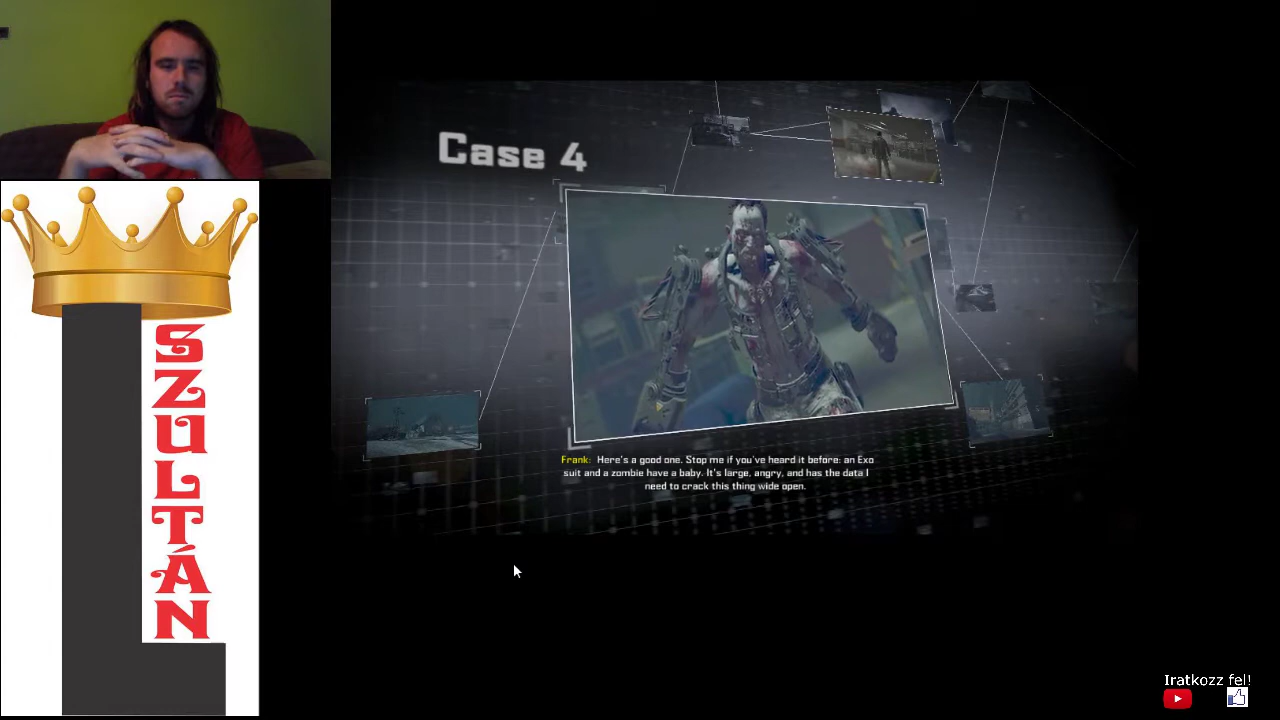 Case 4
L
SZULTÁN
Frank: Here's a good one. Stop me if you've heard it before: an Exo
suit and a zombie have a baby. It's large, angry, and has the data I
need to crack this thing wide open.
Iratkozz fel!